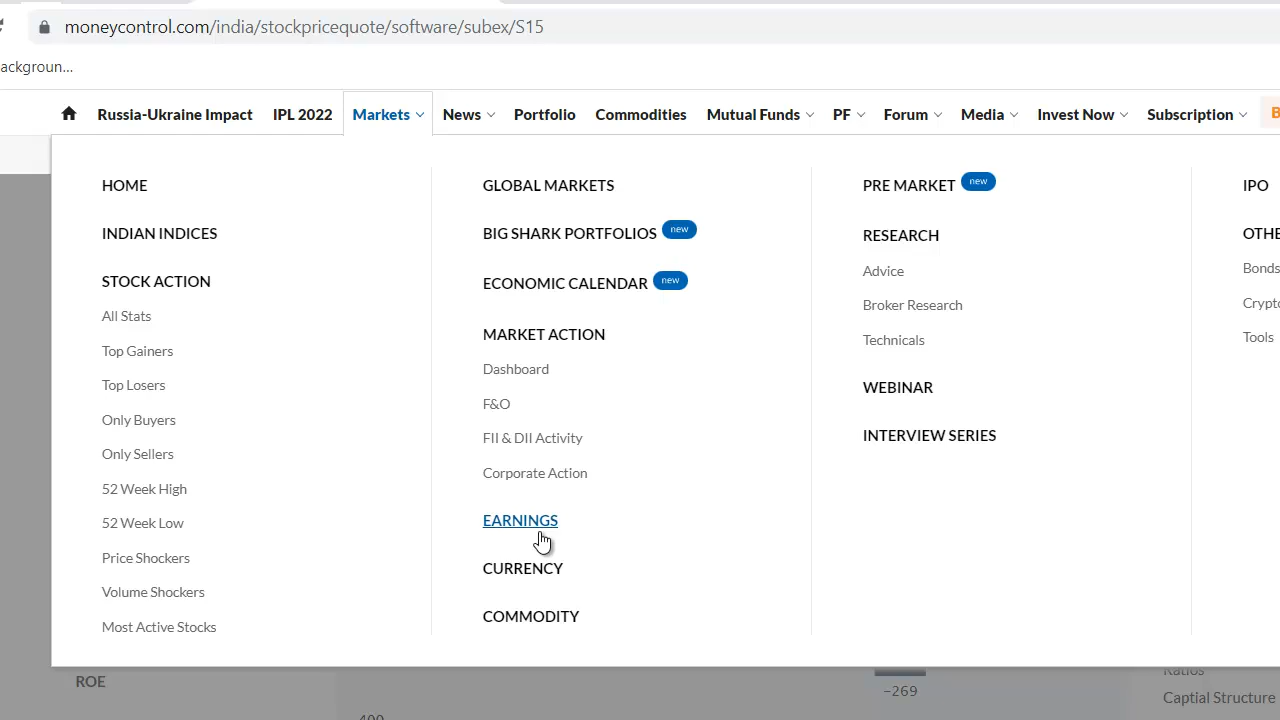 moneycontrol.com/india/stockpricequote/software/subex/S15
ackgroun...
Russia-Ukraine Impact IPL 2022 Markets News Portfolio Commodities Mutual Funds PF Forum Media Invest Now Subscription
HOME
INDIAN INDICES
STOCK ACTION
All Stats
Top Gainers
Top Losers
Only Buyers
Only Sellers
52 Week High
52 Week Low
Price Shockers
Volume Shockers
Most Active Stocks
GLOBAL MARKETS
BIG SHARK PORTFOLIOS new
ECONOMIC CALENDAR new
MARKET ACTION
Dashboard
F&O
FII & DII Activity
Corporate Action
EARNINGS
CURRENCY
COMMODITY
PRE MARKET new
RESEARCH
Advice
Broker Research
Technicals
WEBINAR
INTERVIEW SERIES
IPO
OTHE
Bonds
Crypto
Tools
ROE
400
-269
Ratios
Captial Structure